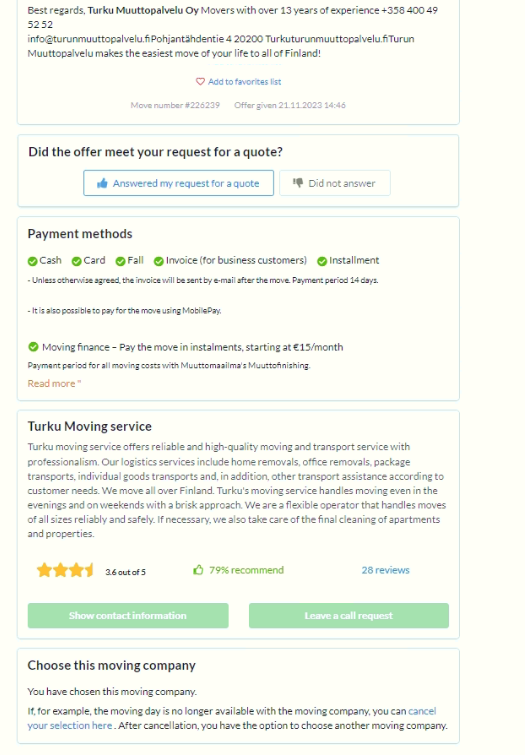 Best regards, Turku Muuttopalvelu Oy Movers with over 13 years of experience +358 400 49
52 52
info@turunmuuttopalvelu.fiPohjantähdentie 4 20200 Turkuturunmuuttopalvelu.fiTurun
Muuttopalvelu makes the easiest move of your life to all of Finland!
Add to favorites list
Move number #226239 Offer given 21.11.2023 14:46
Did the offer meet your request for a quote?
Answered my request for a quote
Did not answer
Payment methods
Cash Card Fall Invoice (for business customers) Installment
- Unless otherwise agreed, the invoice will be sent by e-mail after the move. Payment period 14 days.
- It is also possible to pay for the move using MobilePay.
Moving finance – Pay the move in instalments, starting at €15/month
Payment period for all moving costs with Muuttomaailma's Muuttofinishing.
Read more "
Turku Moving service
Turku moving service offers reliable and high-quality moving and transport service with
professionalism. Our logistics services include home removals, office removals, package
transports, individual goods transports and, in addition, other transport assistance according to
customer needs. We move all over Finland. Turku's moving service handles moving even in the
evenings and on weekends with a brisk approach. We are a flexible operator that handles moves
of all sizes reliably and safely. If necessary, we also take care of the final cleaning of apartments
and properties.
3.6 out of 5 79% recommend 28 reviews
Show contact information
Leave a call request
Choose this moving company
You have chosen this moving company.
If, for example, the moving day is no longer available with the moving company, you can cancel
your selection here . After cancellation, you have the option to choose another moving company.